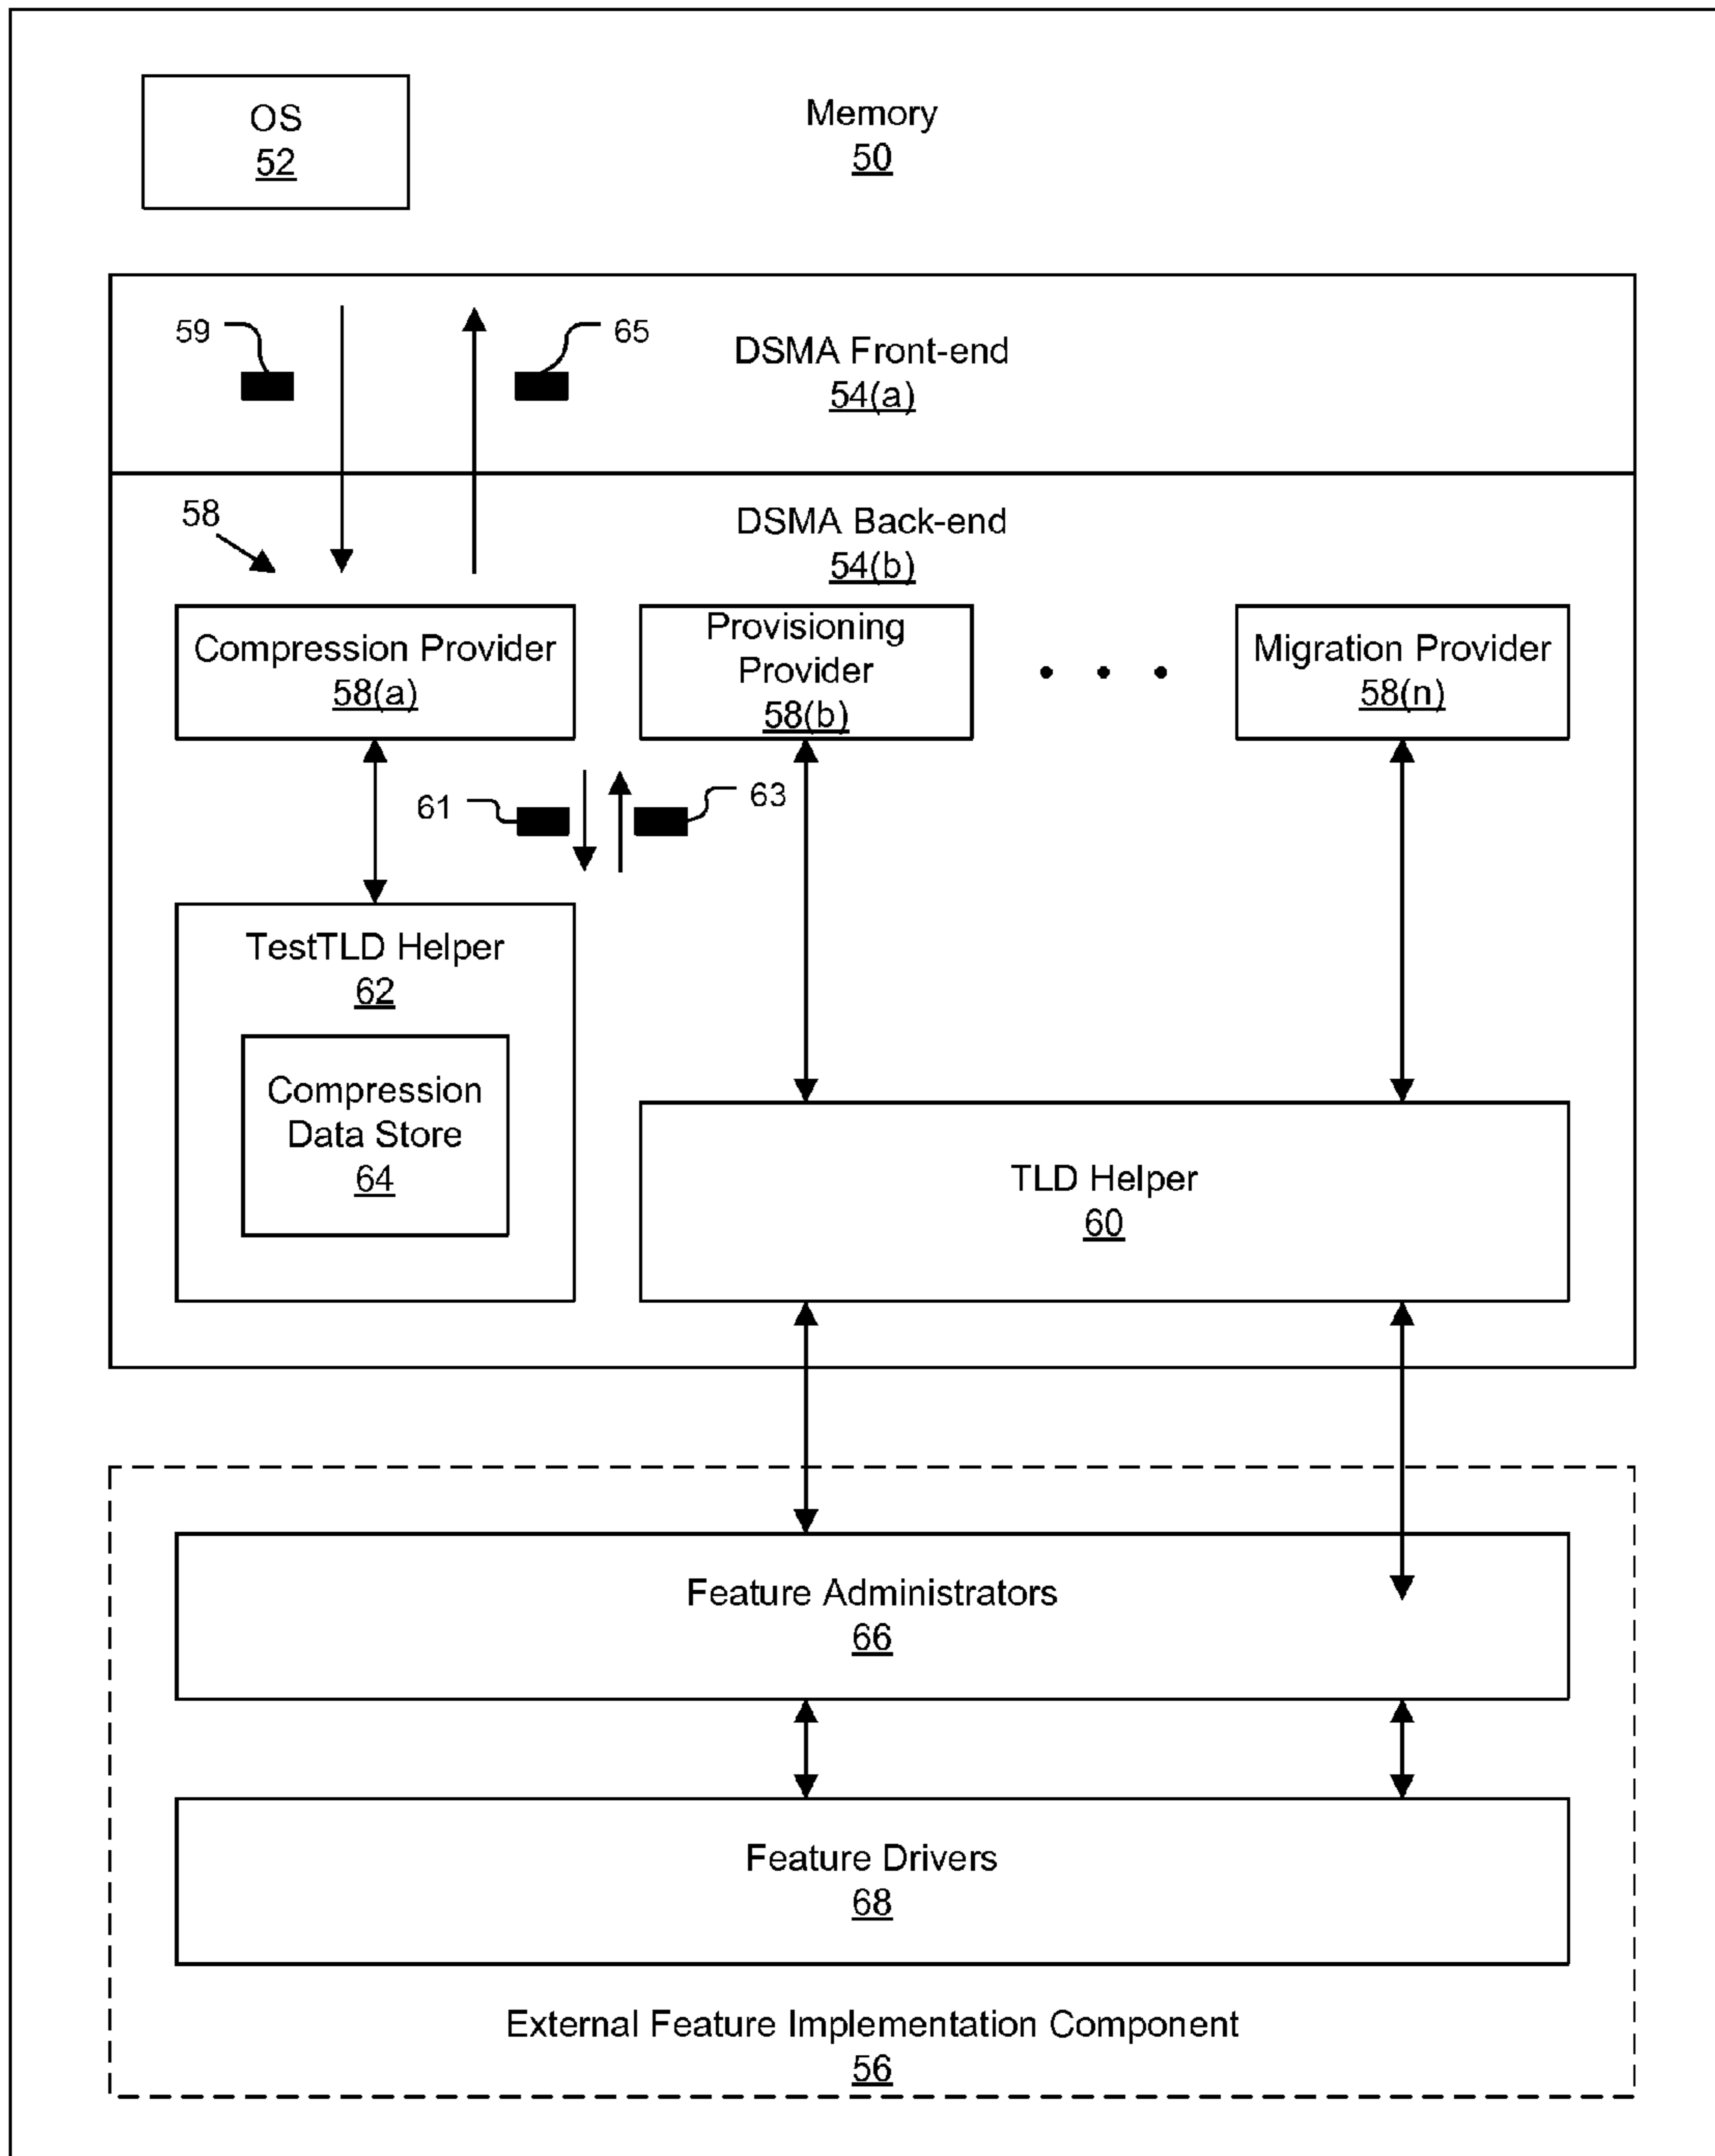 OS
52
Memory
50
59
65
DSMA Front-end
54(a)
58
DSMA Back-end
54(b)
Compression Provider
58(a)
Provisioning
Provider
58(b)
Migration Provider
58(n)
61
63
TestTLD Helper
62
Compression
Data Store
64
TLD Helper
60
Feature Administrators
66
Feature Drivers
68
External Feature Implementation Component
56